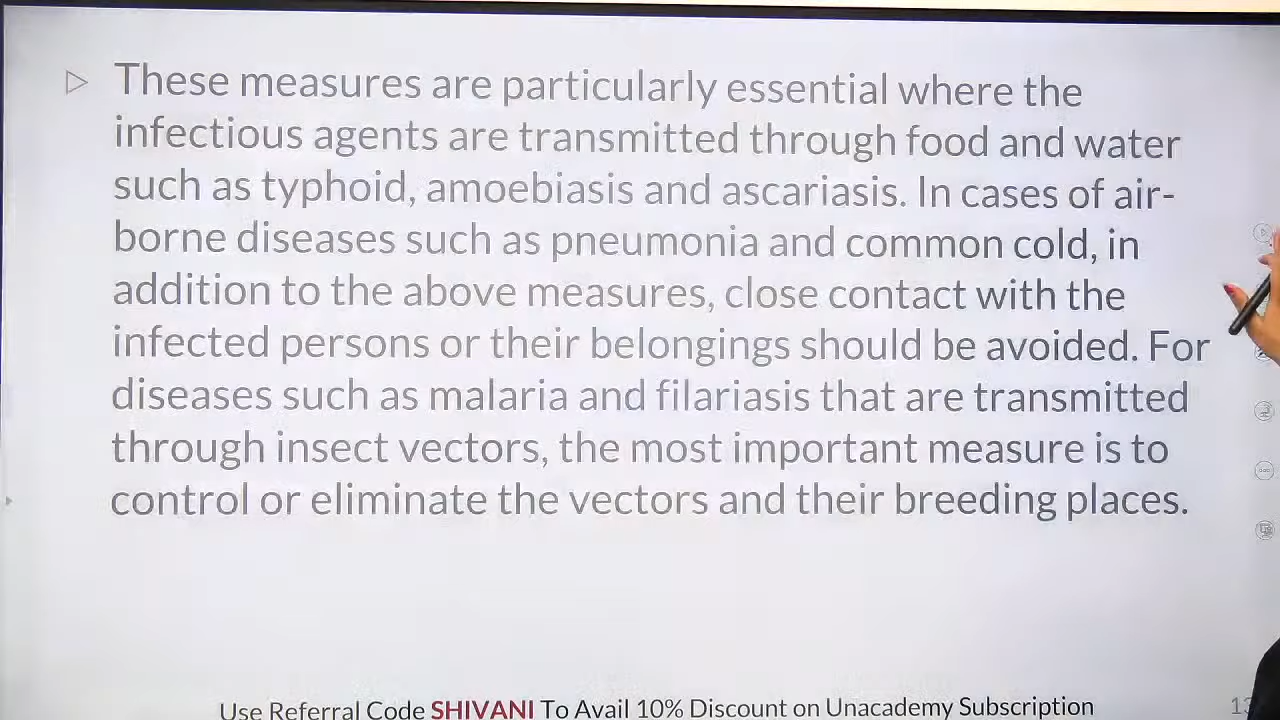 These measures are particularly essential where the
infectious agents are transmitted through food and water
such as typhoid, amoebiasis and ascariasis. In cases of air-
borne diseases such as pneumonia and common cold, in
addition to the above measures, close contact with the
infected persons or their belongings should be avoided. For
diseases such as malaria and filariasis that are transmitted
through insect vectors, the most important measure is to
control or eliminate the vectors and their breeding places.
Use Referral Code SHIVANI To Avail 10% Discount on Unacademy Subscription